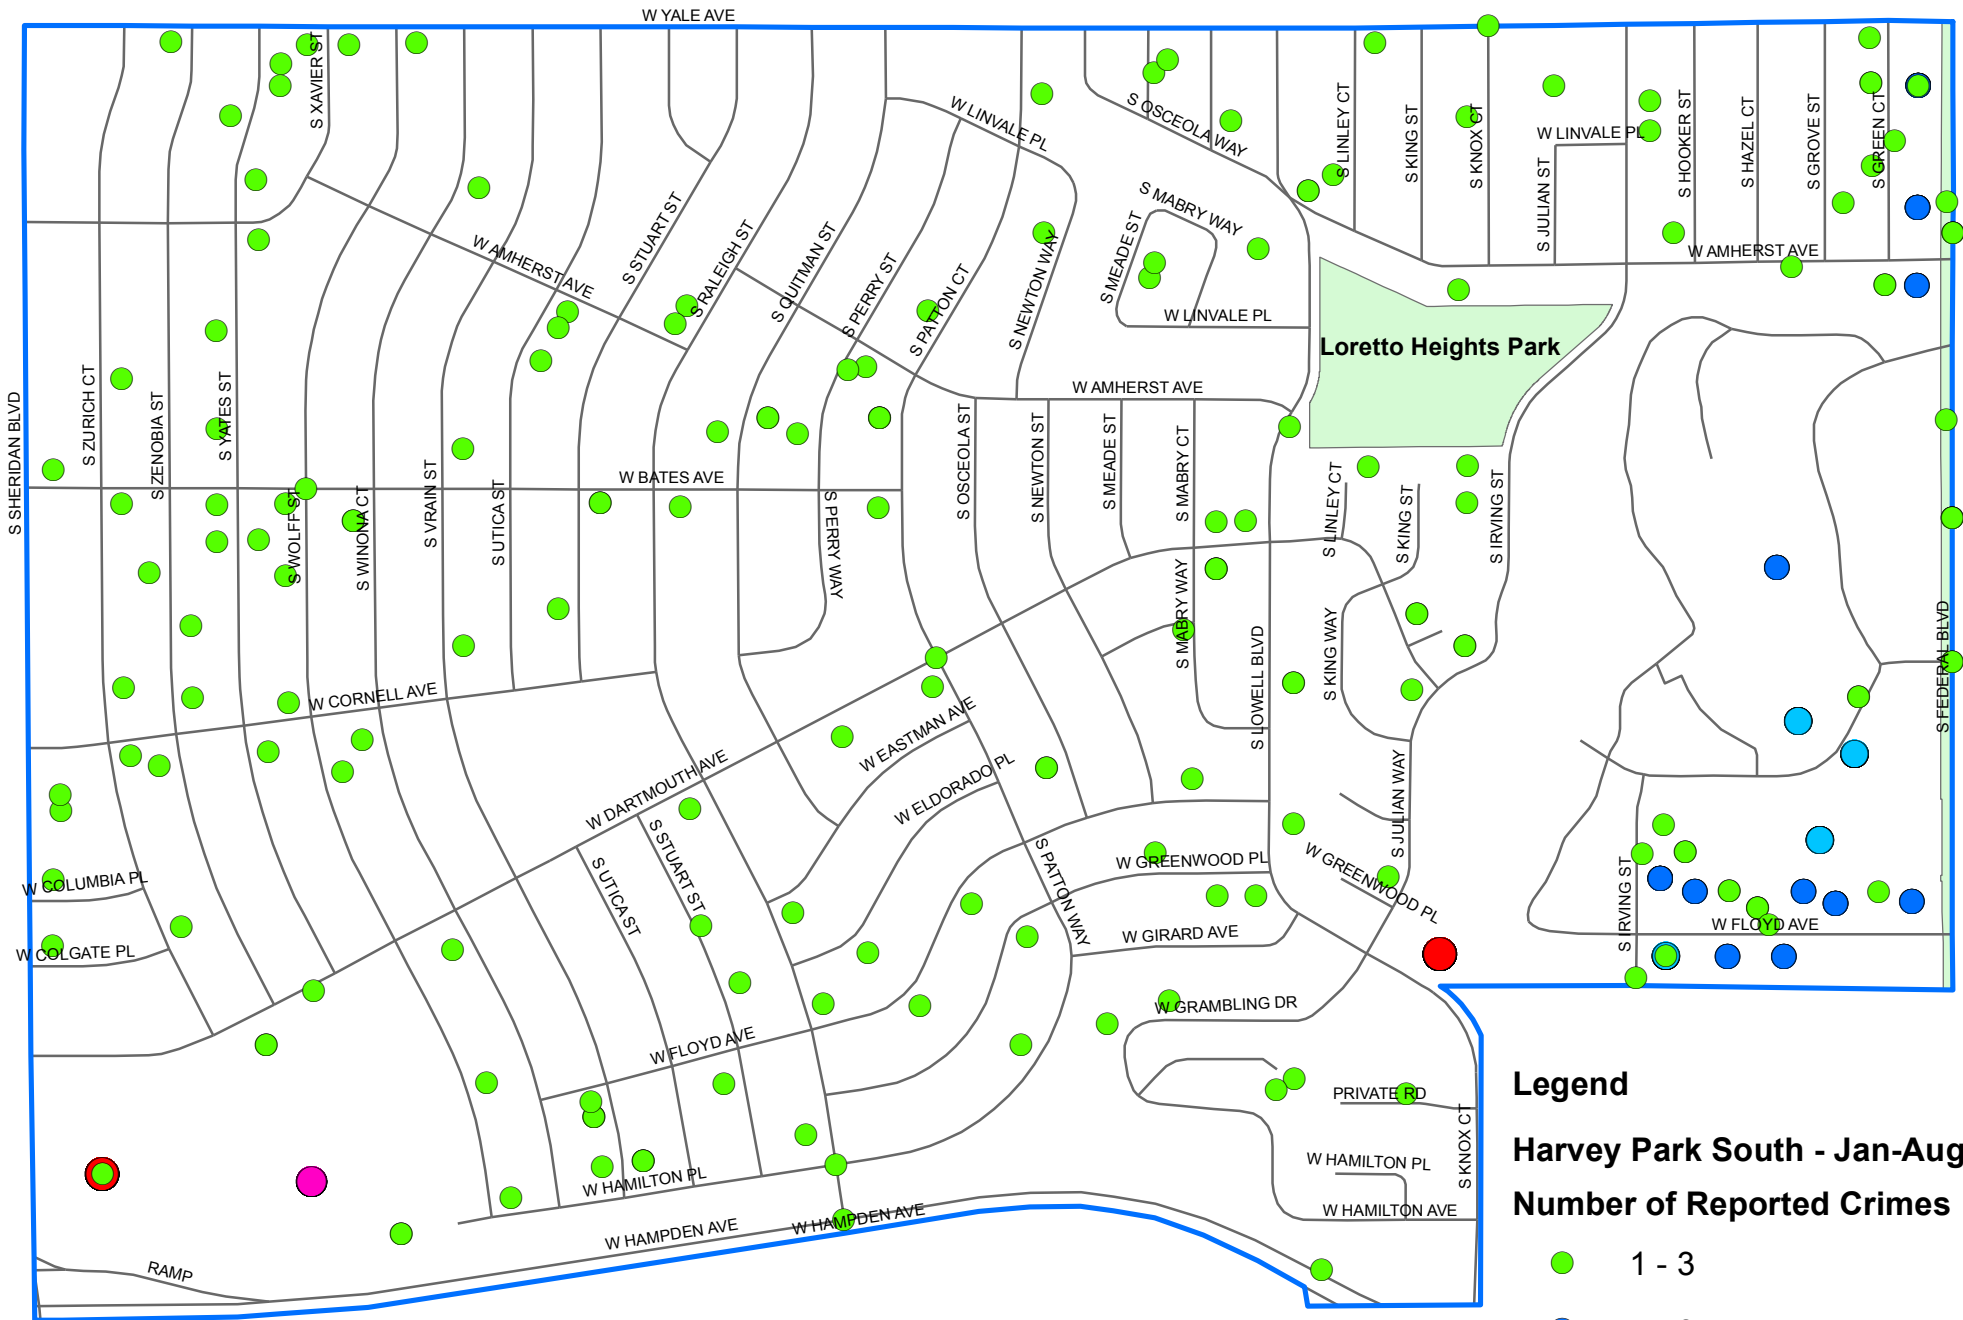 W YALE AVE
S XAVIER ST
W LINVALE PL
S OSCEOLA WAY
S LINLEY CT
S KING ST
S KNOX CT
W LINVALE PL
S JULIAN ST
S HOOKER ST
S HAZEL CT
S GROVE ST
S GREEN CT
W AMHERST AVE
S STUART ST
S RALEIGH ST
S QUITMAN ST
S PERRY ST
S PATTON CT
S NEWTON WAY
S MEADE ST
S MABRY WAY
W LINVALE PL
W AMHERST AVE
Loretto Heights Park
W AMHERST AVE
S SHERIDAN BLVD
S ZURICH CT
S ZENOBIA ST
S YATES ST
S WOLFF ST
S WINONA CT
S VRAIN ST
S UTICA ST
W BATES AVE
S PERRY WAY
S OSCEOLA ST
S NEWTON ST
S MEADE ST
S MABRY CT
S LINLEY CT
S KING ST
S IRVING ST
S MABRY WAY
S LOWELL BLVD
S KING WAY
S FEDERAL BLVD
W CORNELL AVE
W EASTMAN AVE
W ELDORADO PL
W DARTMOUTH AVE
S JULIAN WAY
S STUART ST
S UTICA ST
S PATTON WAY
W GREENWOOD PL
W GREENWOOD PL
W COLUMBIA PL
W COLGATE PL
W GIRARD AVE
S IRVING ST
W FLOYD AVE
W GRAMBLING DR
W FLOYD AVE
PRIVATE RD
S KNOX CT
W HAMILTON PL
W HAMILTON PL
W HAMILTON AVE
W HAMPDEN AVE
W HAMPDEN AVE
RAMP
Legend
Harvey Park South - Jan-Aug
Number of Reported Crimes
1 - 3